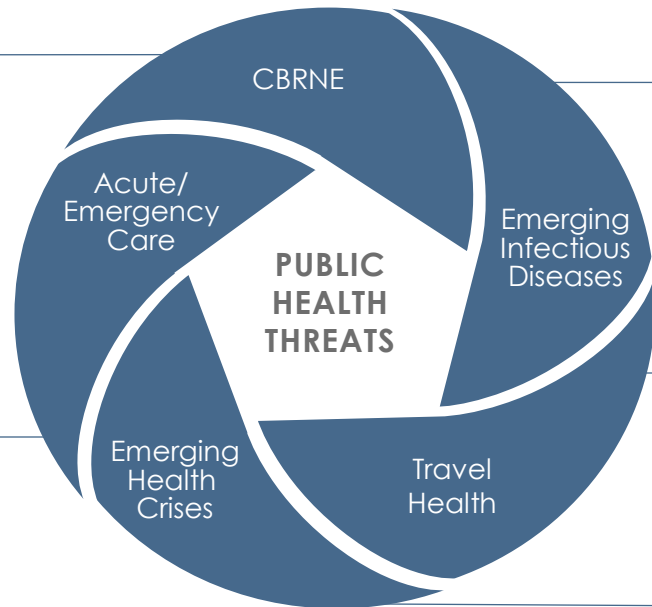 CBRNE
Acute/
Emergency
Care
Emerging
Infectious
Diseases
PUBLIC
HEALTH
THREATS
Emerging
Health
Crises
Travel
Health